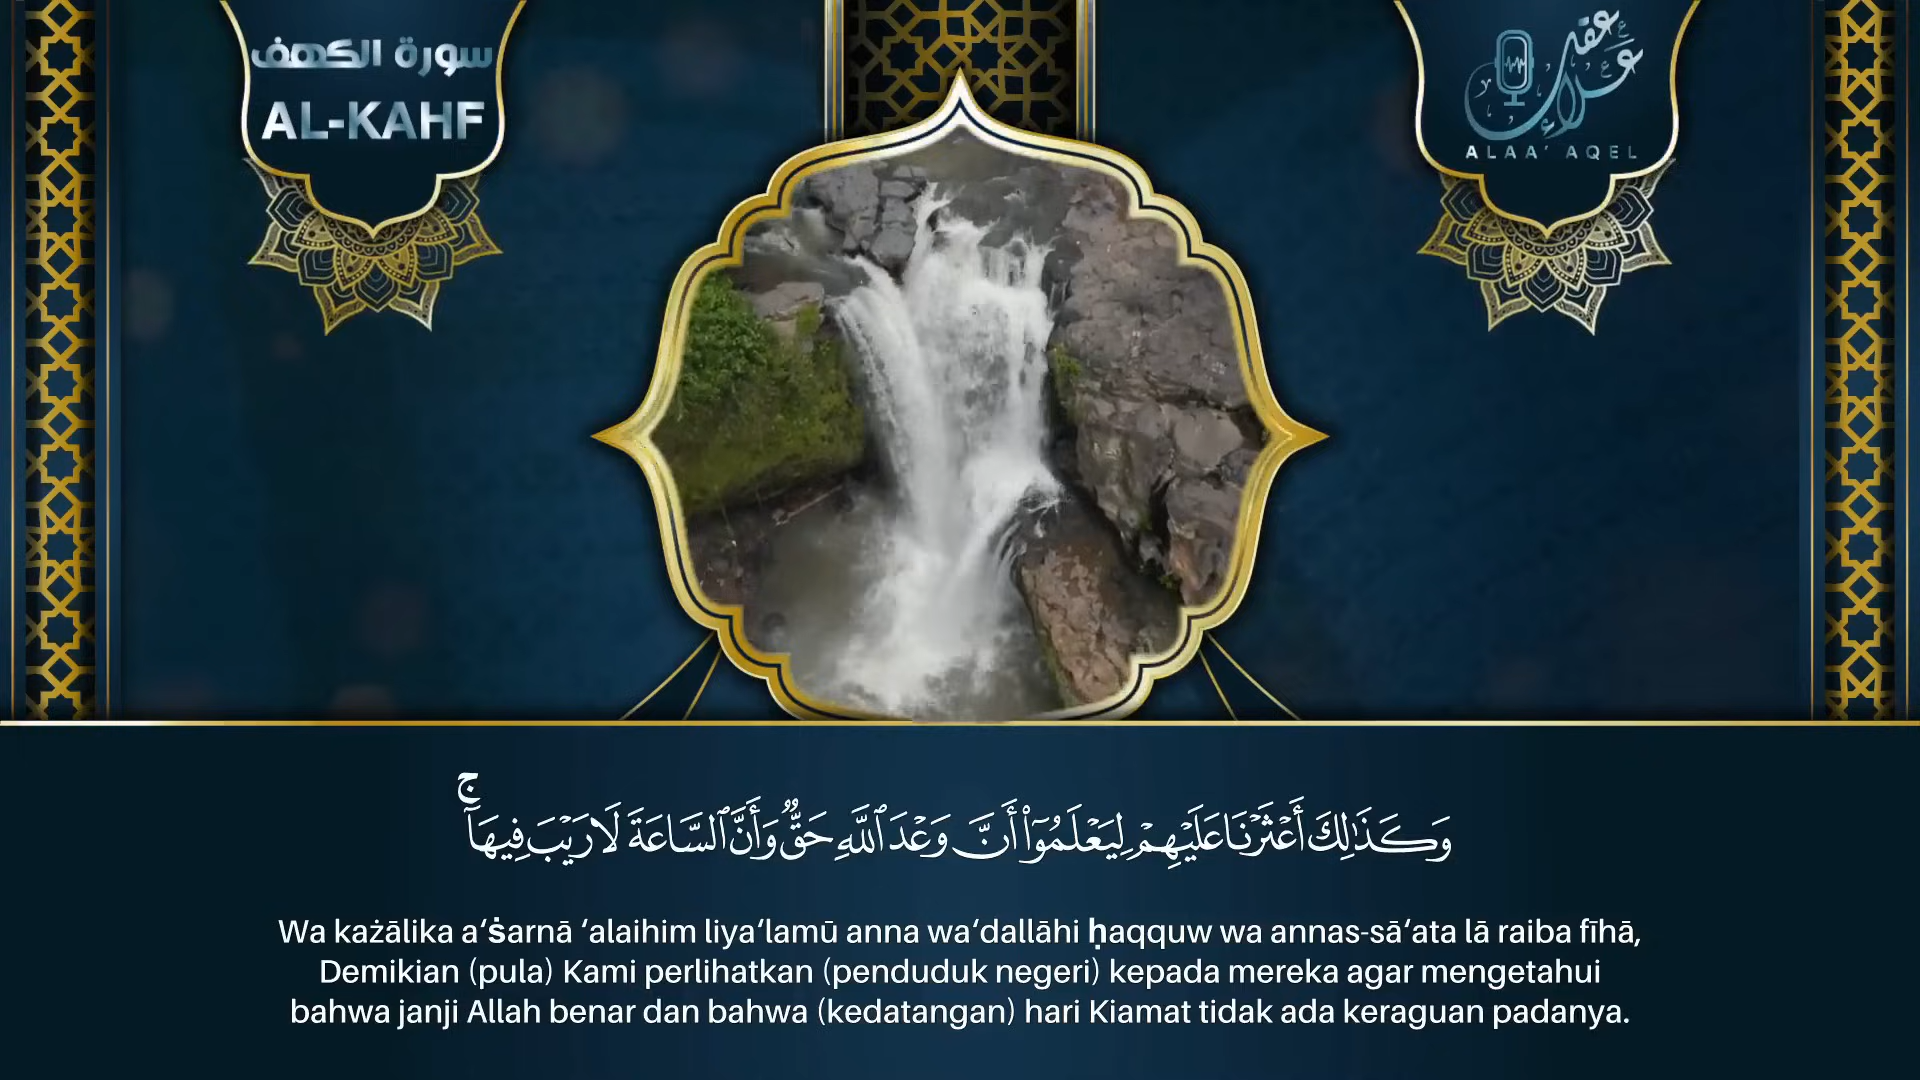 سورة الكهف
AL-KAHF
علاء عقل
ALAA' AQEL
وَكَذَٰلِكَ أَعْثَرْنَا عَلَيْهِمْ لِيَعْلَمُوٓا۟ أَنَّ وَعْدَ ٱللَّهِ حَقٌّ وَأَنَّ ٱلسَّاعَةَ لَا رَيْبَ فِيهَآ ۚ
Wa każālika a‘ṡarnā ‘alaihim liya‘lamū anna wa‘dallāhi ḥaqquw wa annas-sā‘ata lā raiba fīhā,
Demikian (pula) Kami perlihatkan (penduduk negeri) kepada mereka agar mengetahui
bahwa janji Allah benar dan bahwa (kedatangan) hari Kiamat tidak ada keraguan padanya.